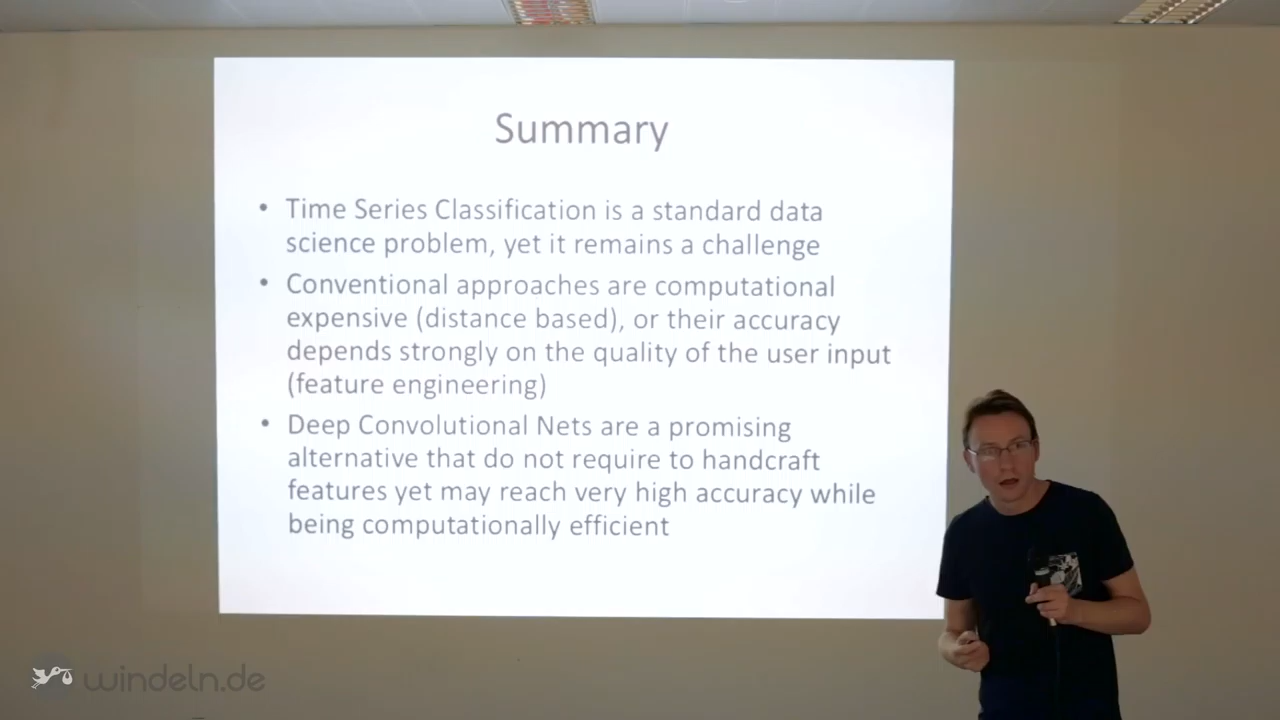 Summary
• Time Series Classification is a standard data
science problem, yet it remains a challenge
• Conventional approaches are computational
expensive (distance based), or their accuracy
depends strongly on the quality of the user input
(feature engineering)
• Deep Convolutional Nets are a promising
alternative that do not require to handcraft
features yet may reach very high accuracy while
being computationally efficient
windeln.de